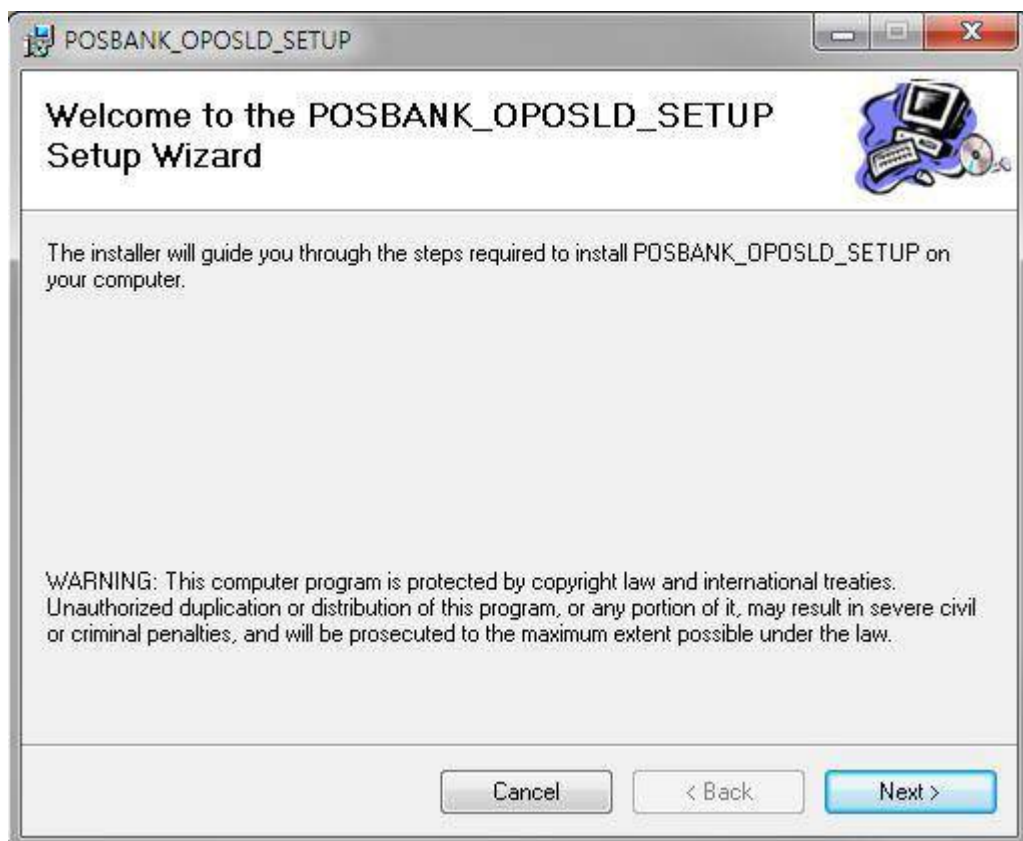 POSBANK_OPOSLD_SETUP
Welcome to the POSBANK_OPOSLD_SETUP
Setup Wizard
The installer will guide you through the steps required to install POSBANK_OPOSLD_SETUP on
your computer.
WARNING: This computer program is protected by copyright law and international treaties.
Unauthorized duplication or distribution of this program, or any portion of it, may result in severe civil
or criminal penalties, and will be prosecuted to the maximum extent possible under the law.
Cancel < Back Next >